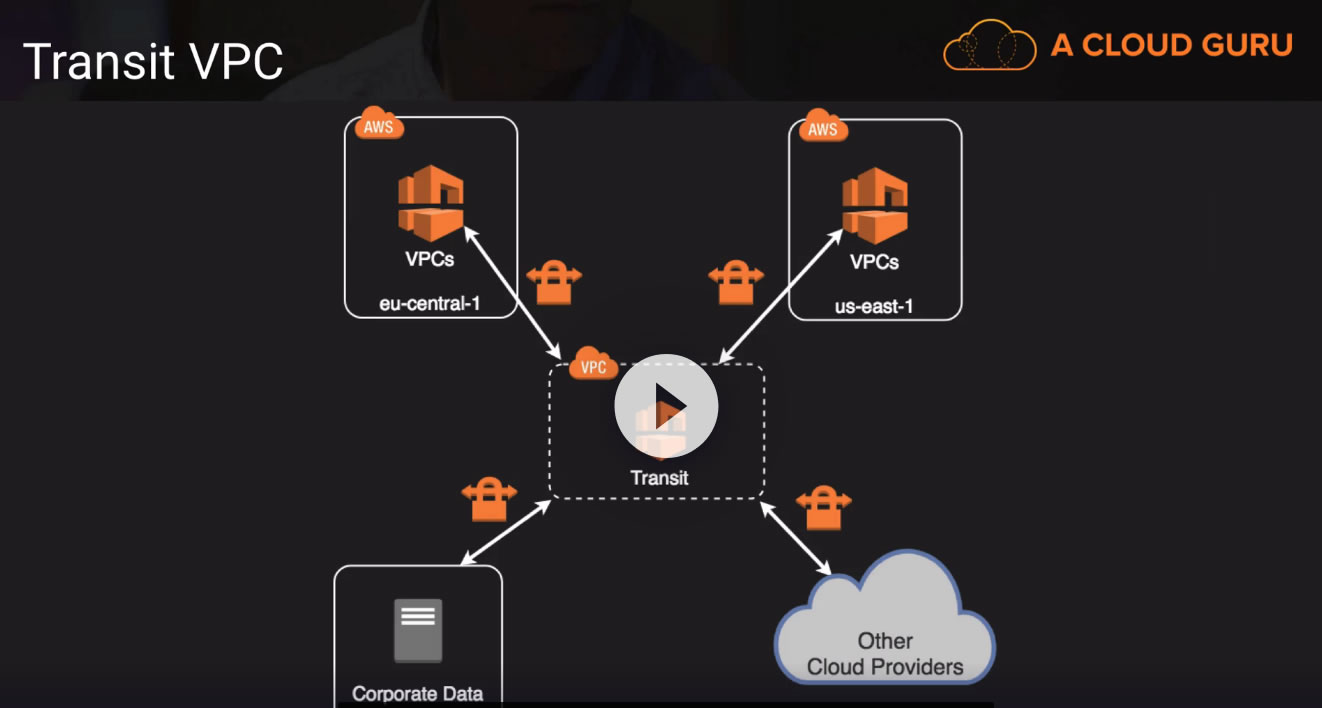 Transit VPC
A CLOUD GURU
AWS
AWS
VPCs
VPCs
eu-central-1
us-east-1
VPC
Transit
Other
Cloud Providers
Corporate Data